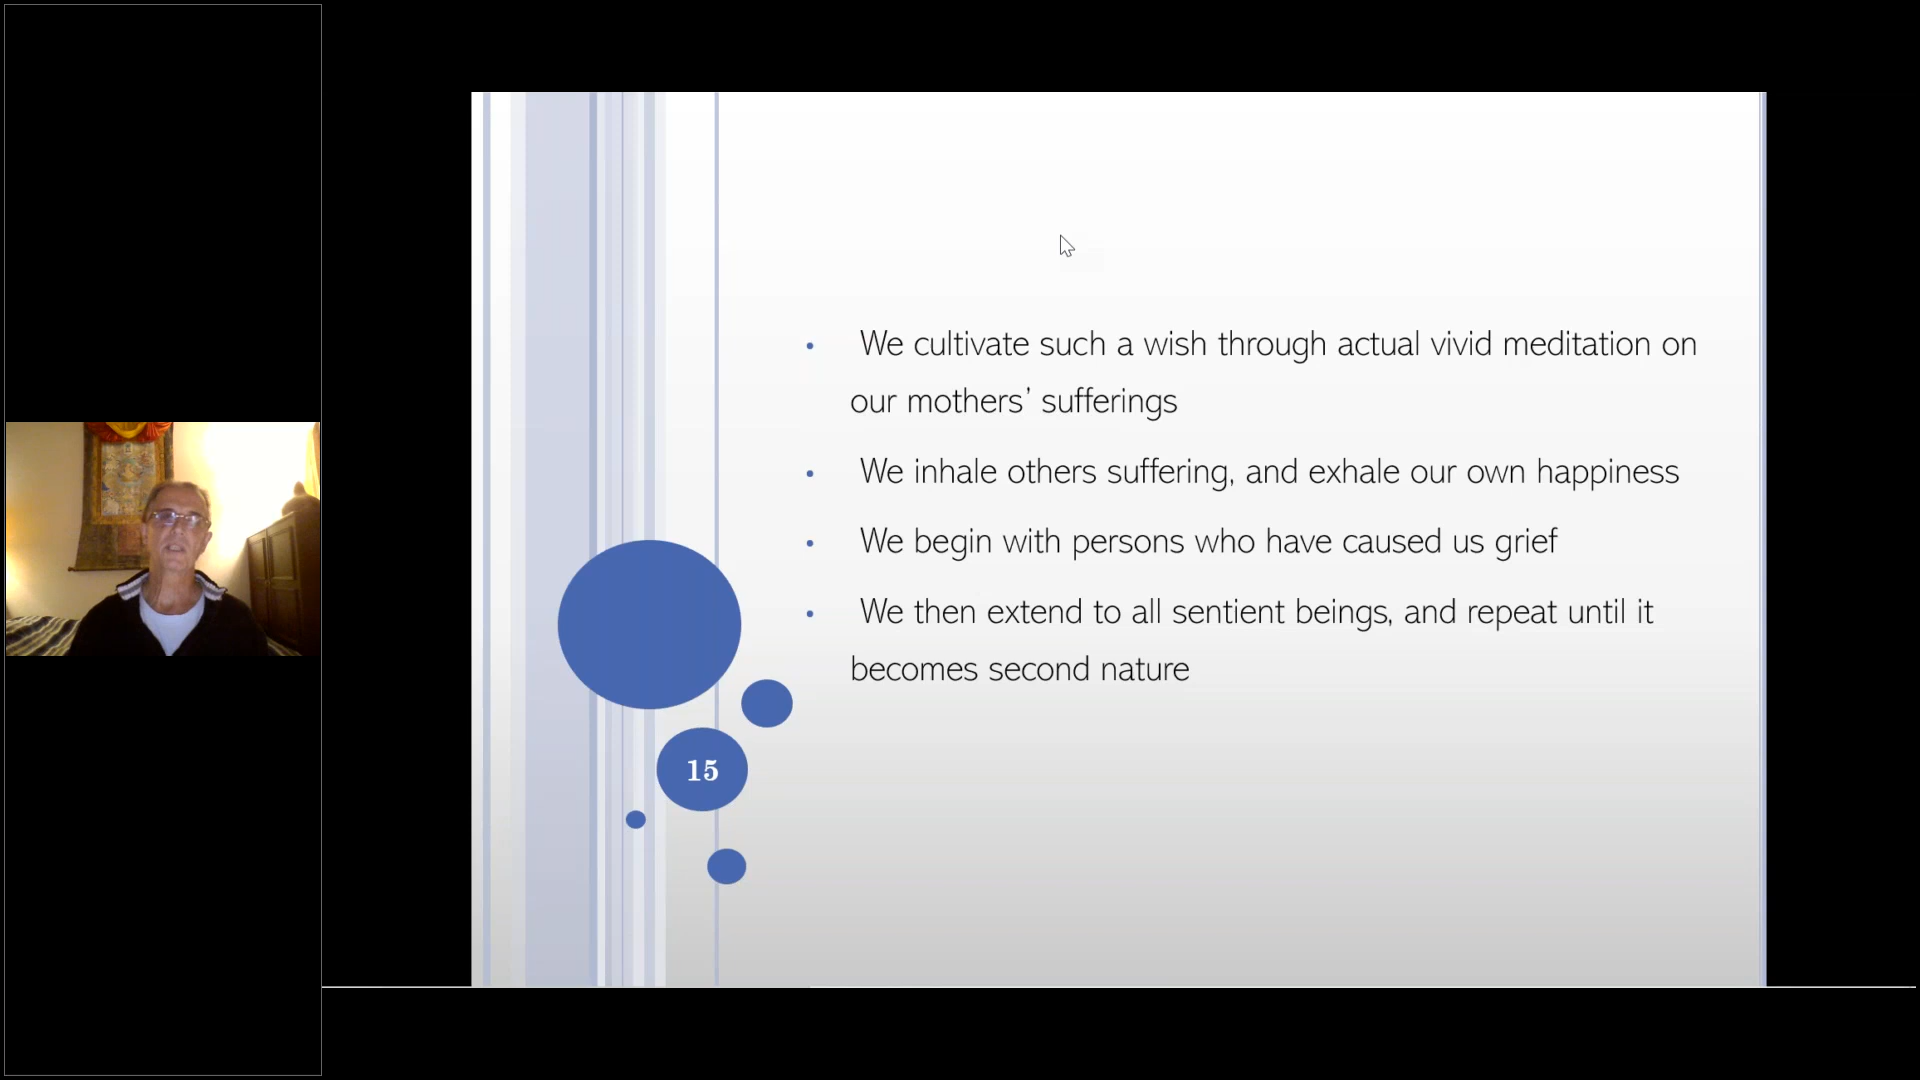 We cultivate such a wish through actual vivid meditation on
our mothers’ sufferings
We inhale others suffering, and exhale our own happiness
We begin with persons who have caused us grief
We then extend to all sentient beings, and repeat until it
becomes second nature
15